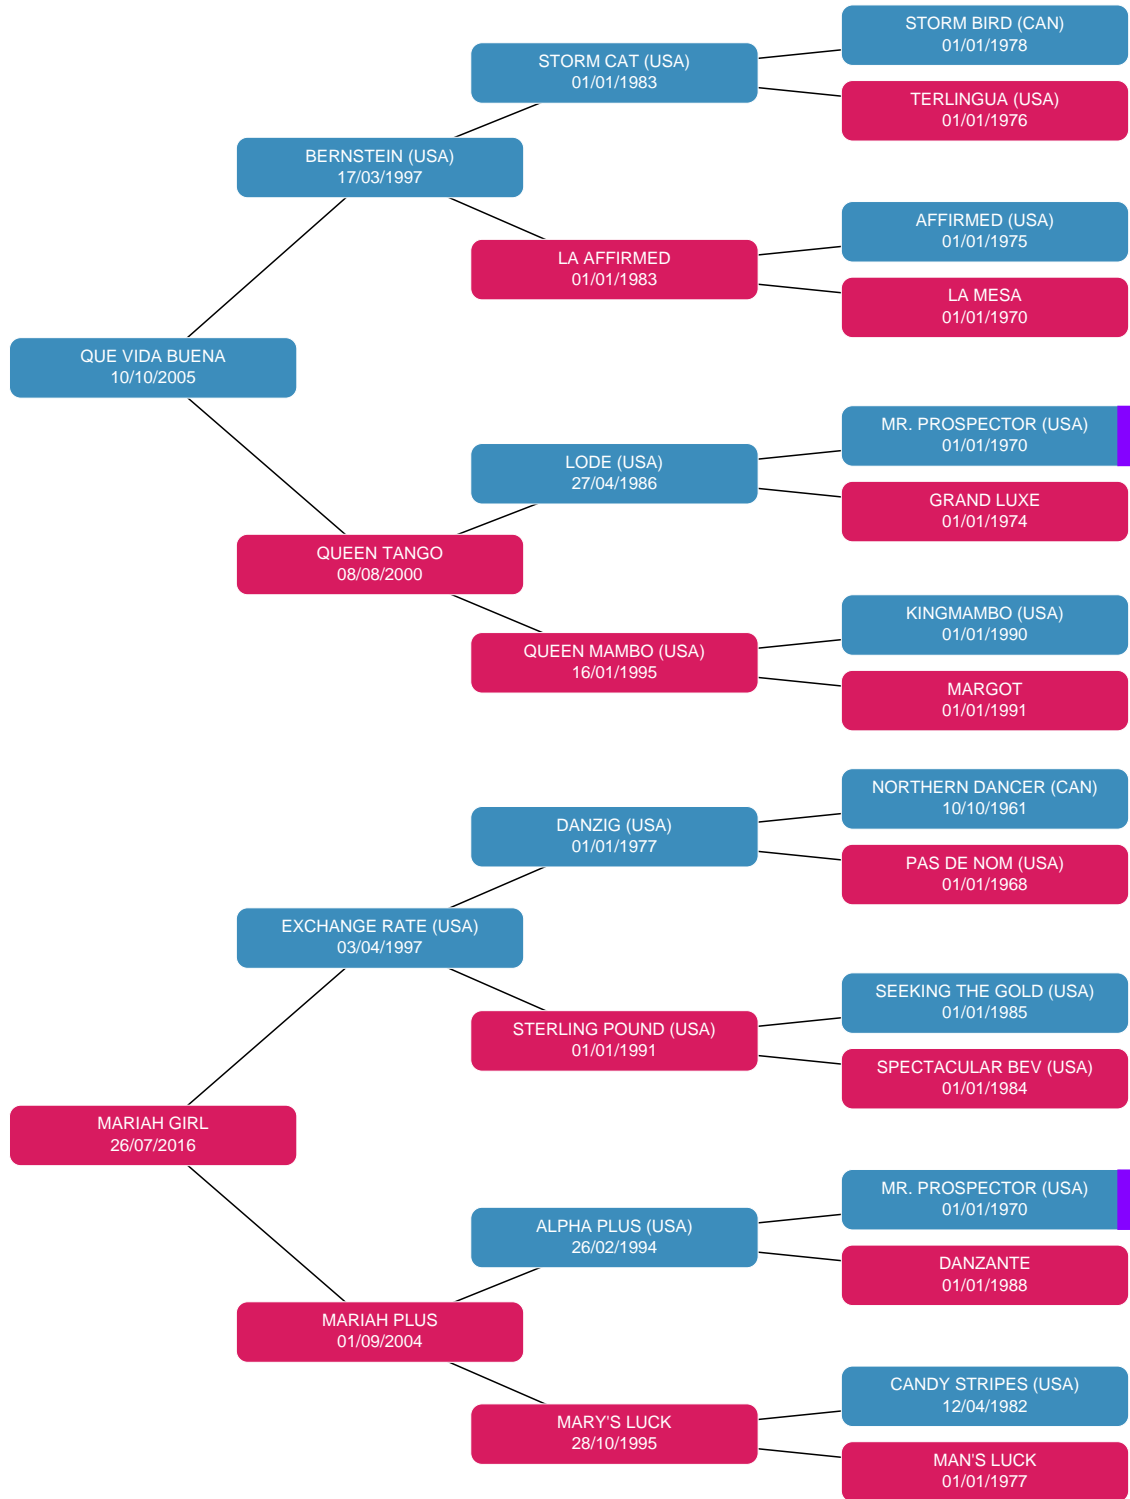 STORM BIRD (CAN)
01/01/1978
STORM CAT (USA)
01/01/1983
TERLINGUA (USA)
01/01/1976
BERNSTEIN (USA)
17/03/1997
AFFIRMED (USA)
01/01/1975
LA AFFIRMED
01/01/1983
LA MESA
01/01/1970
QUE VIDA BUENA
10/10/2005
MR. PROSPECTOR (USA)
01/01/1970
LODE (USA)
27/04/1986
GRAND LUXE
01/01/1974
QUEEN TANGO
08/08/2000
KINGMAMBO (USA)
01/01/1990
QUEEN MAMBO (USA)
16/01/1995
MARGOT
01/01/1991
NORTHERN DANCER (CAN)
10/10/1961
DANZIG (USA)
01/01/1977
PAS DE NOM (USA)
01/01/1968
EXCHANGE RATE (USA)
03/04/1997
SEEKING THE GOLD (USA)
01/01/1985
STERLING POUND (USA)
01/01/1991
SPECTACULAR BEV (USA)
01/01/1984
MARIAH GIRL
26/07/2016
MR. PROSPECTOR (USA)
01/01/1970
ALPHA PLUS (USA)
26/02/1994
DANZANTE
01/01/1988
MARIAH PLUS
01/09/2004
CANDY STRIPES (USA)
12/04/1982
MARY'S LUCK
28/10/1995
MAN'S LUCK
01/01/1977